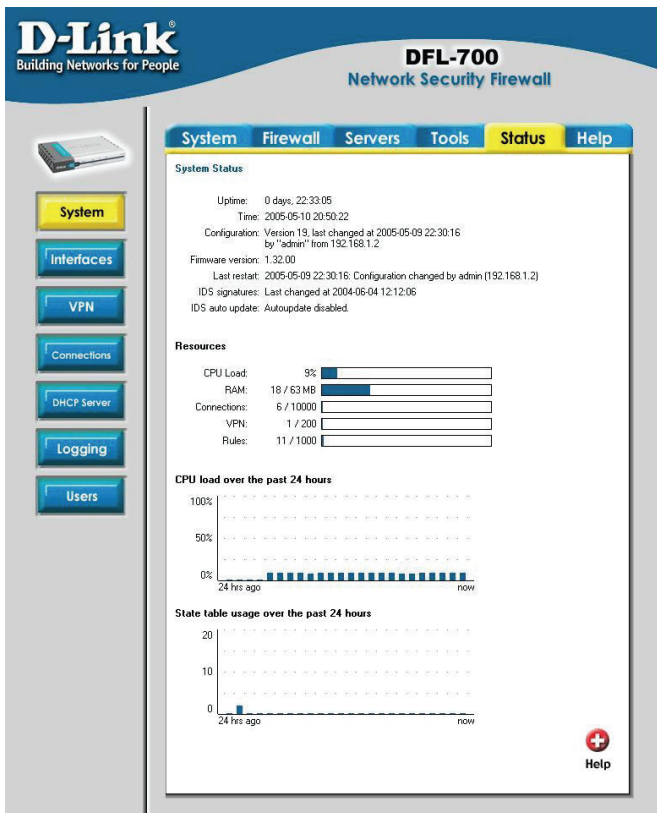 D-Link®
Building Networks for People
DFL-700
Network Security Firewall
System Firewall Servers Tools Status Help
System
Interfaces
VPN
Connections
DHCP Server
Logging
Users
System Status
Uptime: 0 days, 22:33:05
Time: 2005-05-10 20:50:22
Configuration: Version 19, last changed at 2005-05-09 22:30:16
by "admin" from 192.168.1.2
Firmware version: 1.32.00
Last restart: 2005-05-09 22:30:16: Configuration changed by admin (192.168.1.2)
IDS signatures: Last changed at 2004-06-04 12:12:06
IDS auto update: Autoupdate disabled.
Resources
CPU Load: 9%
RAM: 18 / 63 MB
Connections: 6 / 10000
VPN: 1 / 200
Rules: 11 / 1000
CPU load over the past 24 hours
100%
50%
0%
24 hrs ago now
State table usage over the past 24 hours
20
10
0
24 hrs ago now
Help